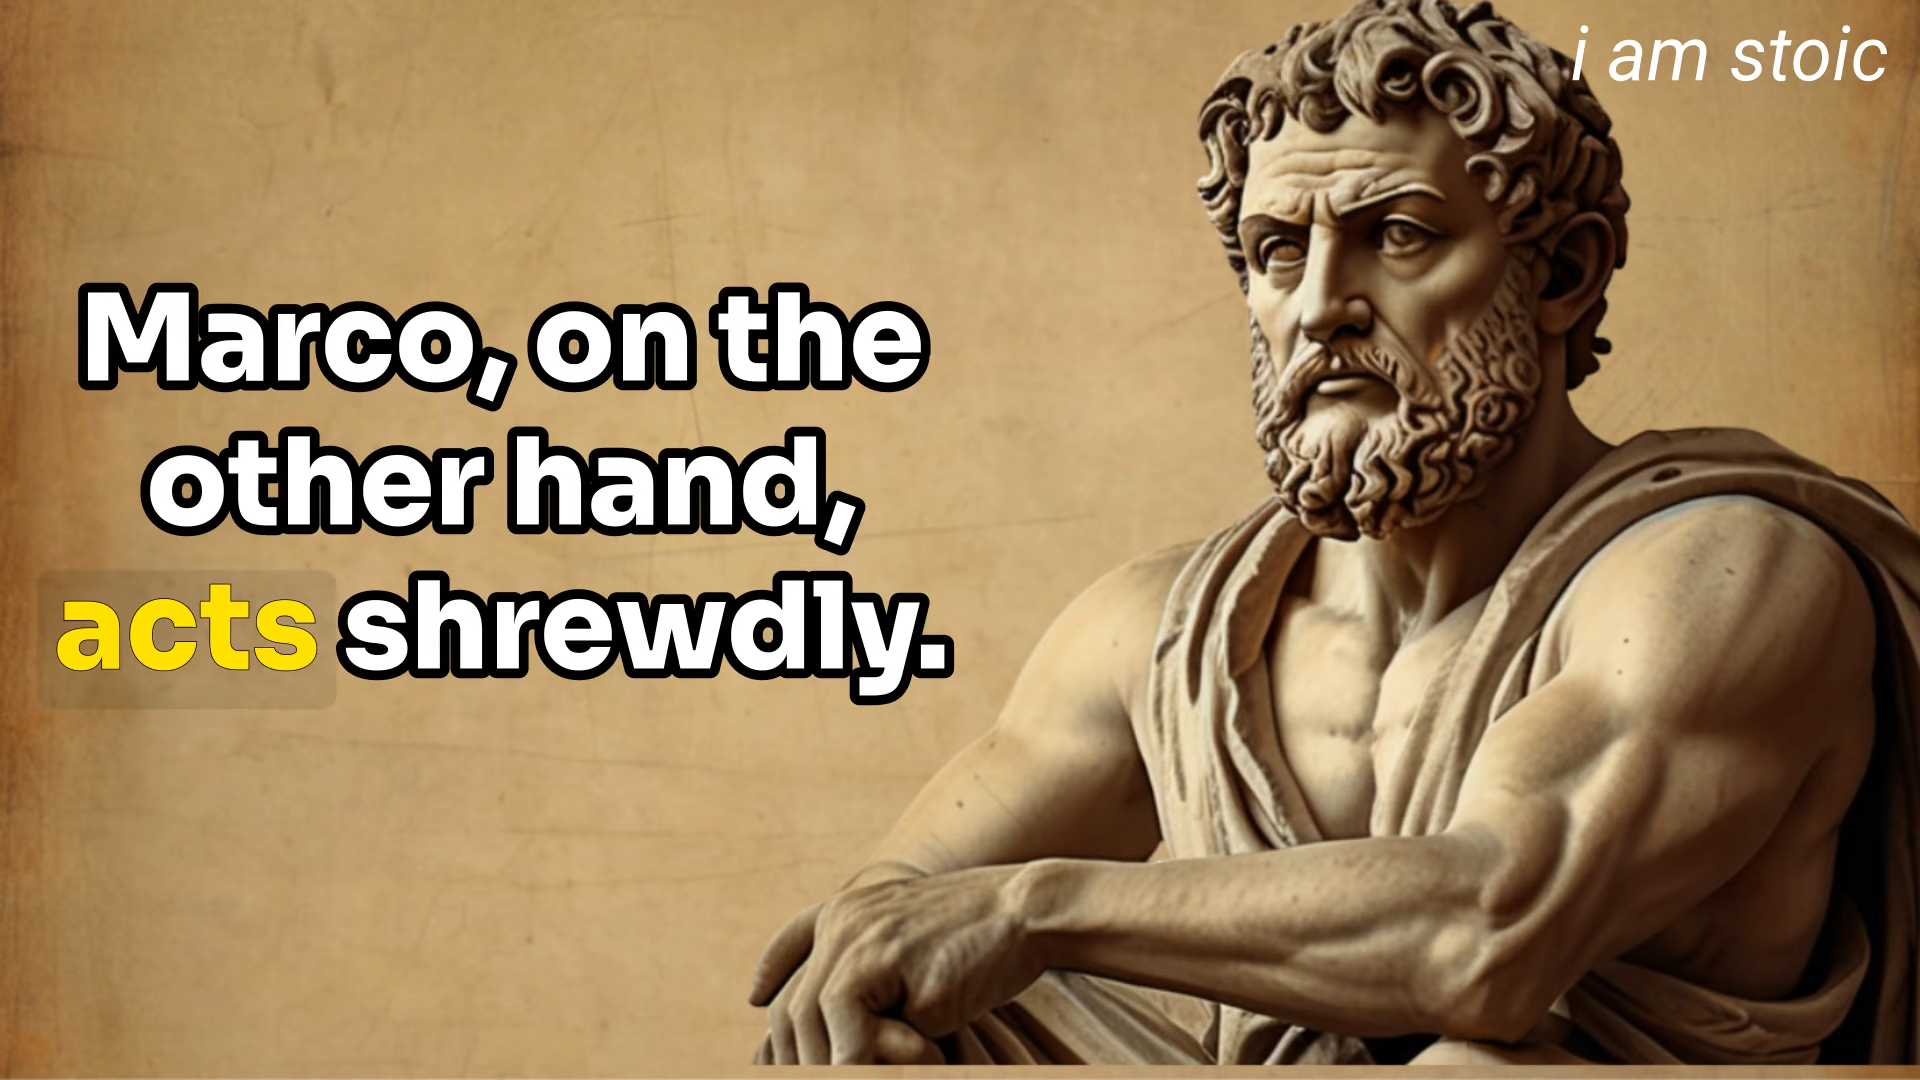 i am stoic
Marco, on the
other hand,
acts shrewdly.